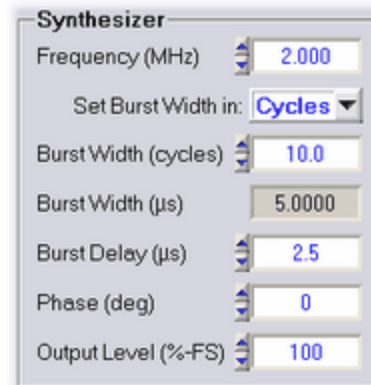 Synthesizer
Frequency (MHz) 2.000
Set Burst Width in: Cycles
Burst Width (cycles) 10.0
Burst Width (µs) 5.0000
Burst Delay (µs) 2.5
Phase (deg) 0
Output Level (%-FS) 100